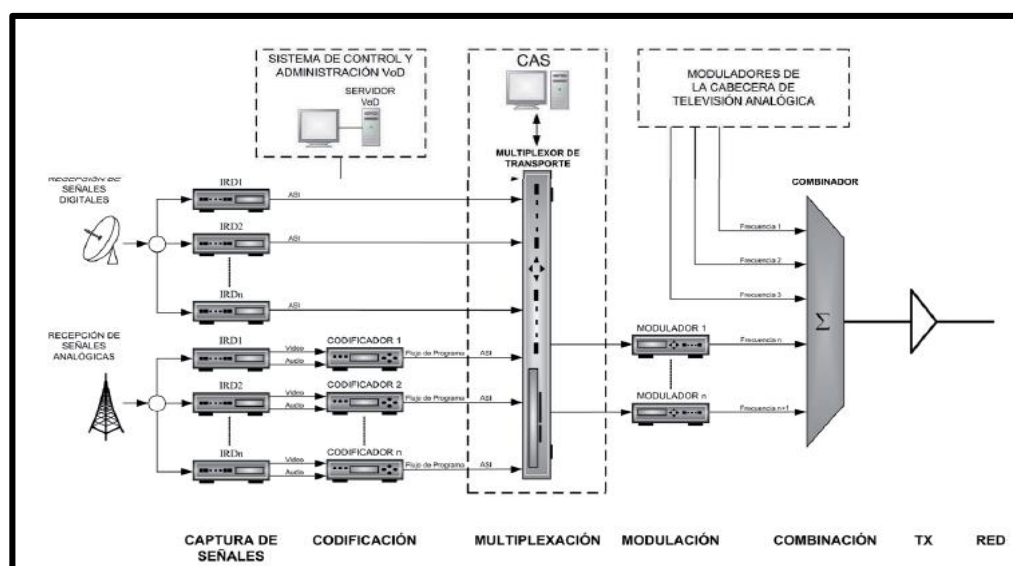 SISTEMA DE CONTROL Y
ADMINISTRACIÓN VoD
SERVIDOR
VoD
CAS
MULTIPLEXOR DE
TRANSPORTE
MODULADORES DE
LA CABECERA DE
TELEVISIÓN ANALÓGICA
COMBINADOR
RECEPCIÓN DE
SEÑALES
DIGITALES
IRD1
ASI
IRD2
ASI
IRDn
ASI
RECEPCIÓN DE
SEÑALES
ANALÓGICAS
IRD1
Video
Audio
CODIFICADOR 1
Flujo de Programa
ASI
IRD2
Video
Audio
CODIFICADOR 2
Flujo de Programa
ASI
IRDn
Video
Audio
CODIFICADOR n
Flujo de Programa
ASI
MODULADOR 1
MODULADOR n
Frecuencia 1
Frecuencia 2
Frecuencia 3
Frecuencia n
Frecuencia n+1
Σ
CAPTURA DE
SEÑALES
CODIFICACIÓN
MULTIPLEXACIÓN
MODULACIÓN
COMBINACIÓN
TX
RED